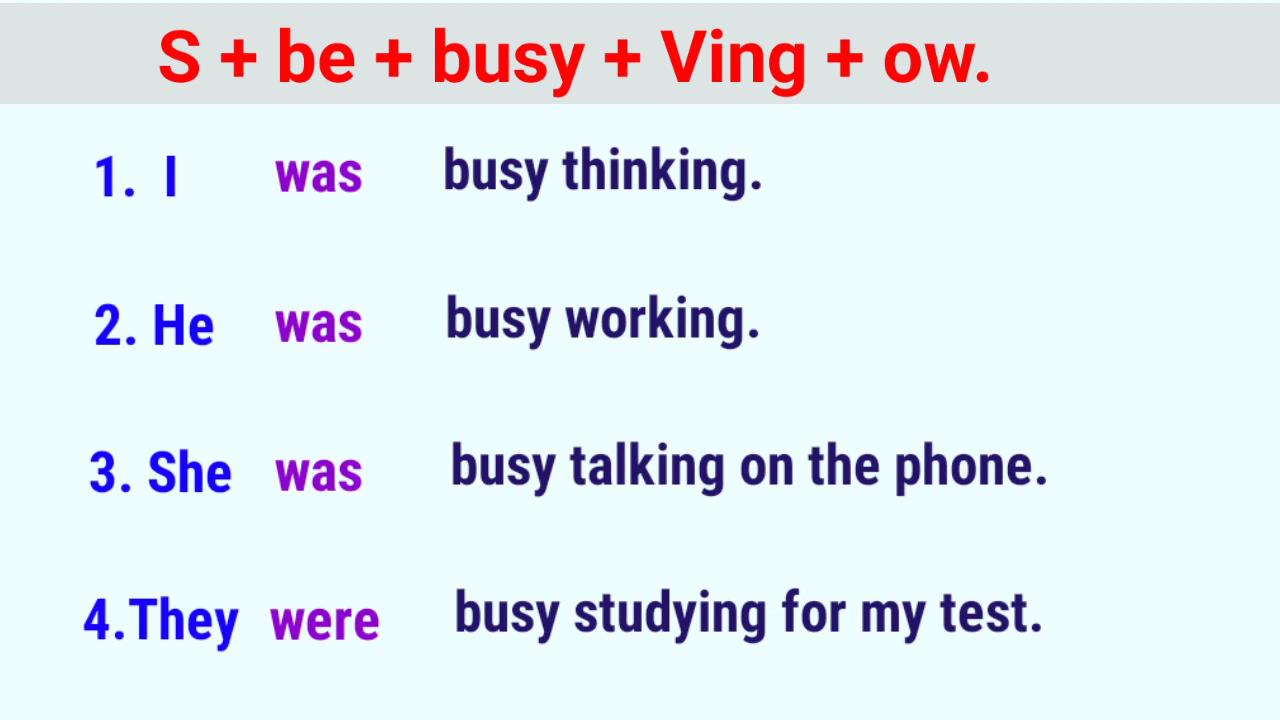 S + be + busy + Ving + ow.
1. I was busy thinking.
2. He was busy working.
3. She was busy talking on the phone.
4.They were busy studying for my test.